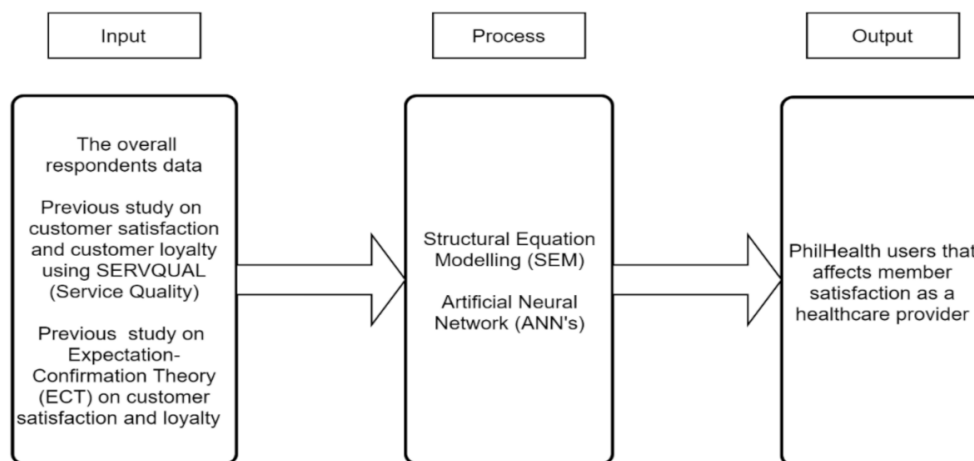 Input
Process
Output
The overall
respondents data
Previous study on
customer satisfaction
and customer loyalty
using SERVQUAL
(Service Quality)
Previous study on
Expectation-
Confirmation Theory
(ECT) on customer
satisfaction and loyalty
Structural Equation
Modelling (SEM)
Artificial Neural
Network (ANN's)
PhilHealth users that
affects member
satisfaction as a
healthcare provider